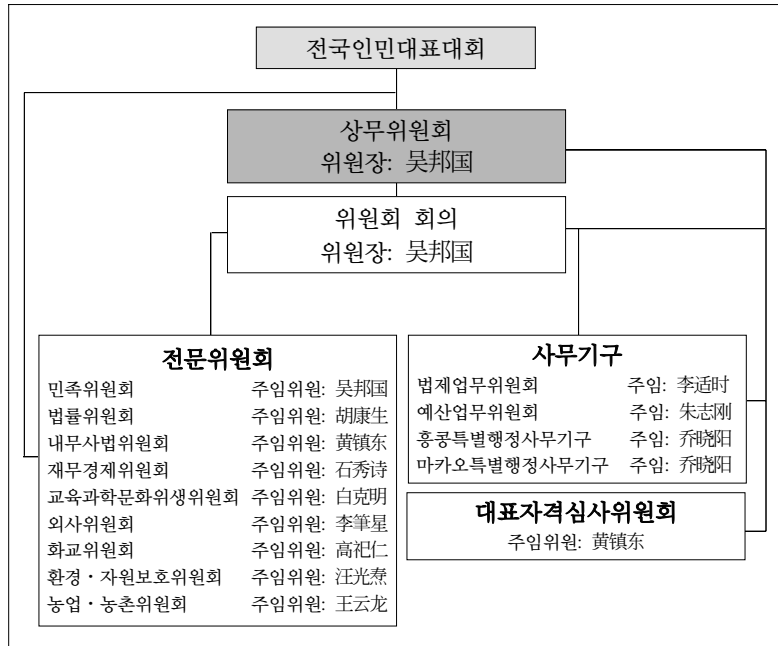 전국인민대표대회
상무위원회
위원장: 吴邦国
위원회 회의
위원장: 吴邦国
전문위원회
민족위원회 주임위원: 吴邦国
법률위원회 주임위원: 胡康生
내무사법위원회 주임위원: 黄镇东
재무경제위원회 주임위원: 石秀诗
교육과학문화위생위원회 주임위원: 白克明
외사위원회 주임위원: 李肇星
화교위원회 주임위원: 高祀仁
환경·자원보호위원회 주임위원: 汪光焘
농업·농촌위원회 주임위원: 王云龙
사무기구
법제업무위원회 주임: 李适时
예산업무위원회 주임: 朱志刚
홍콩특별행정사무기구 주임: 乔晓阳
마카오특별행정사무기구 주임: 乔晓阳
대표자격심사위원회
주임위원: 黄镇东